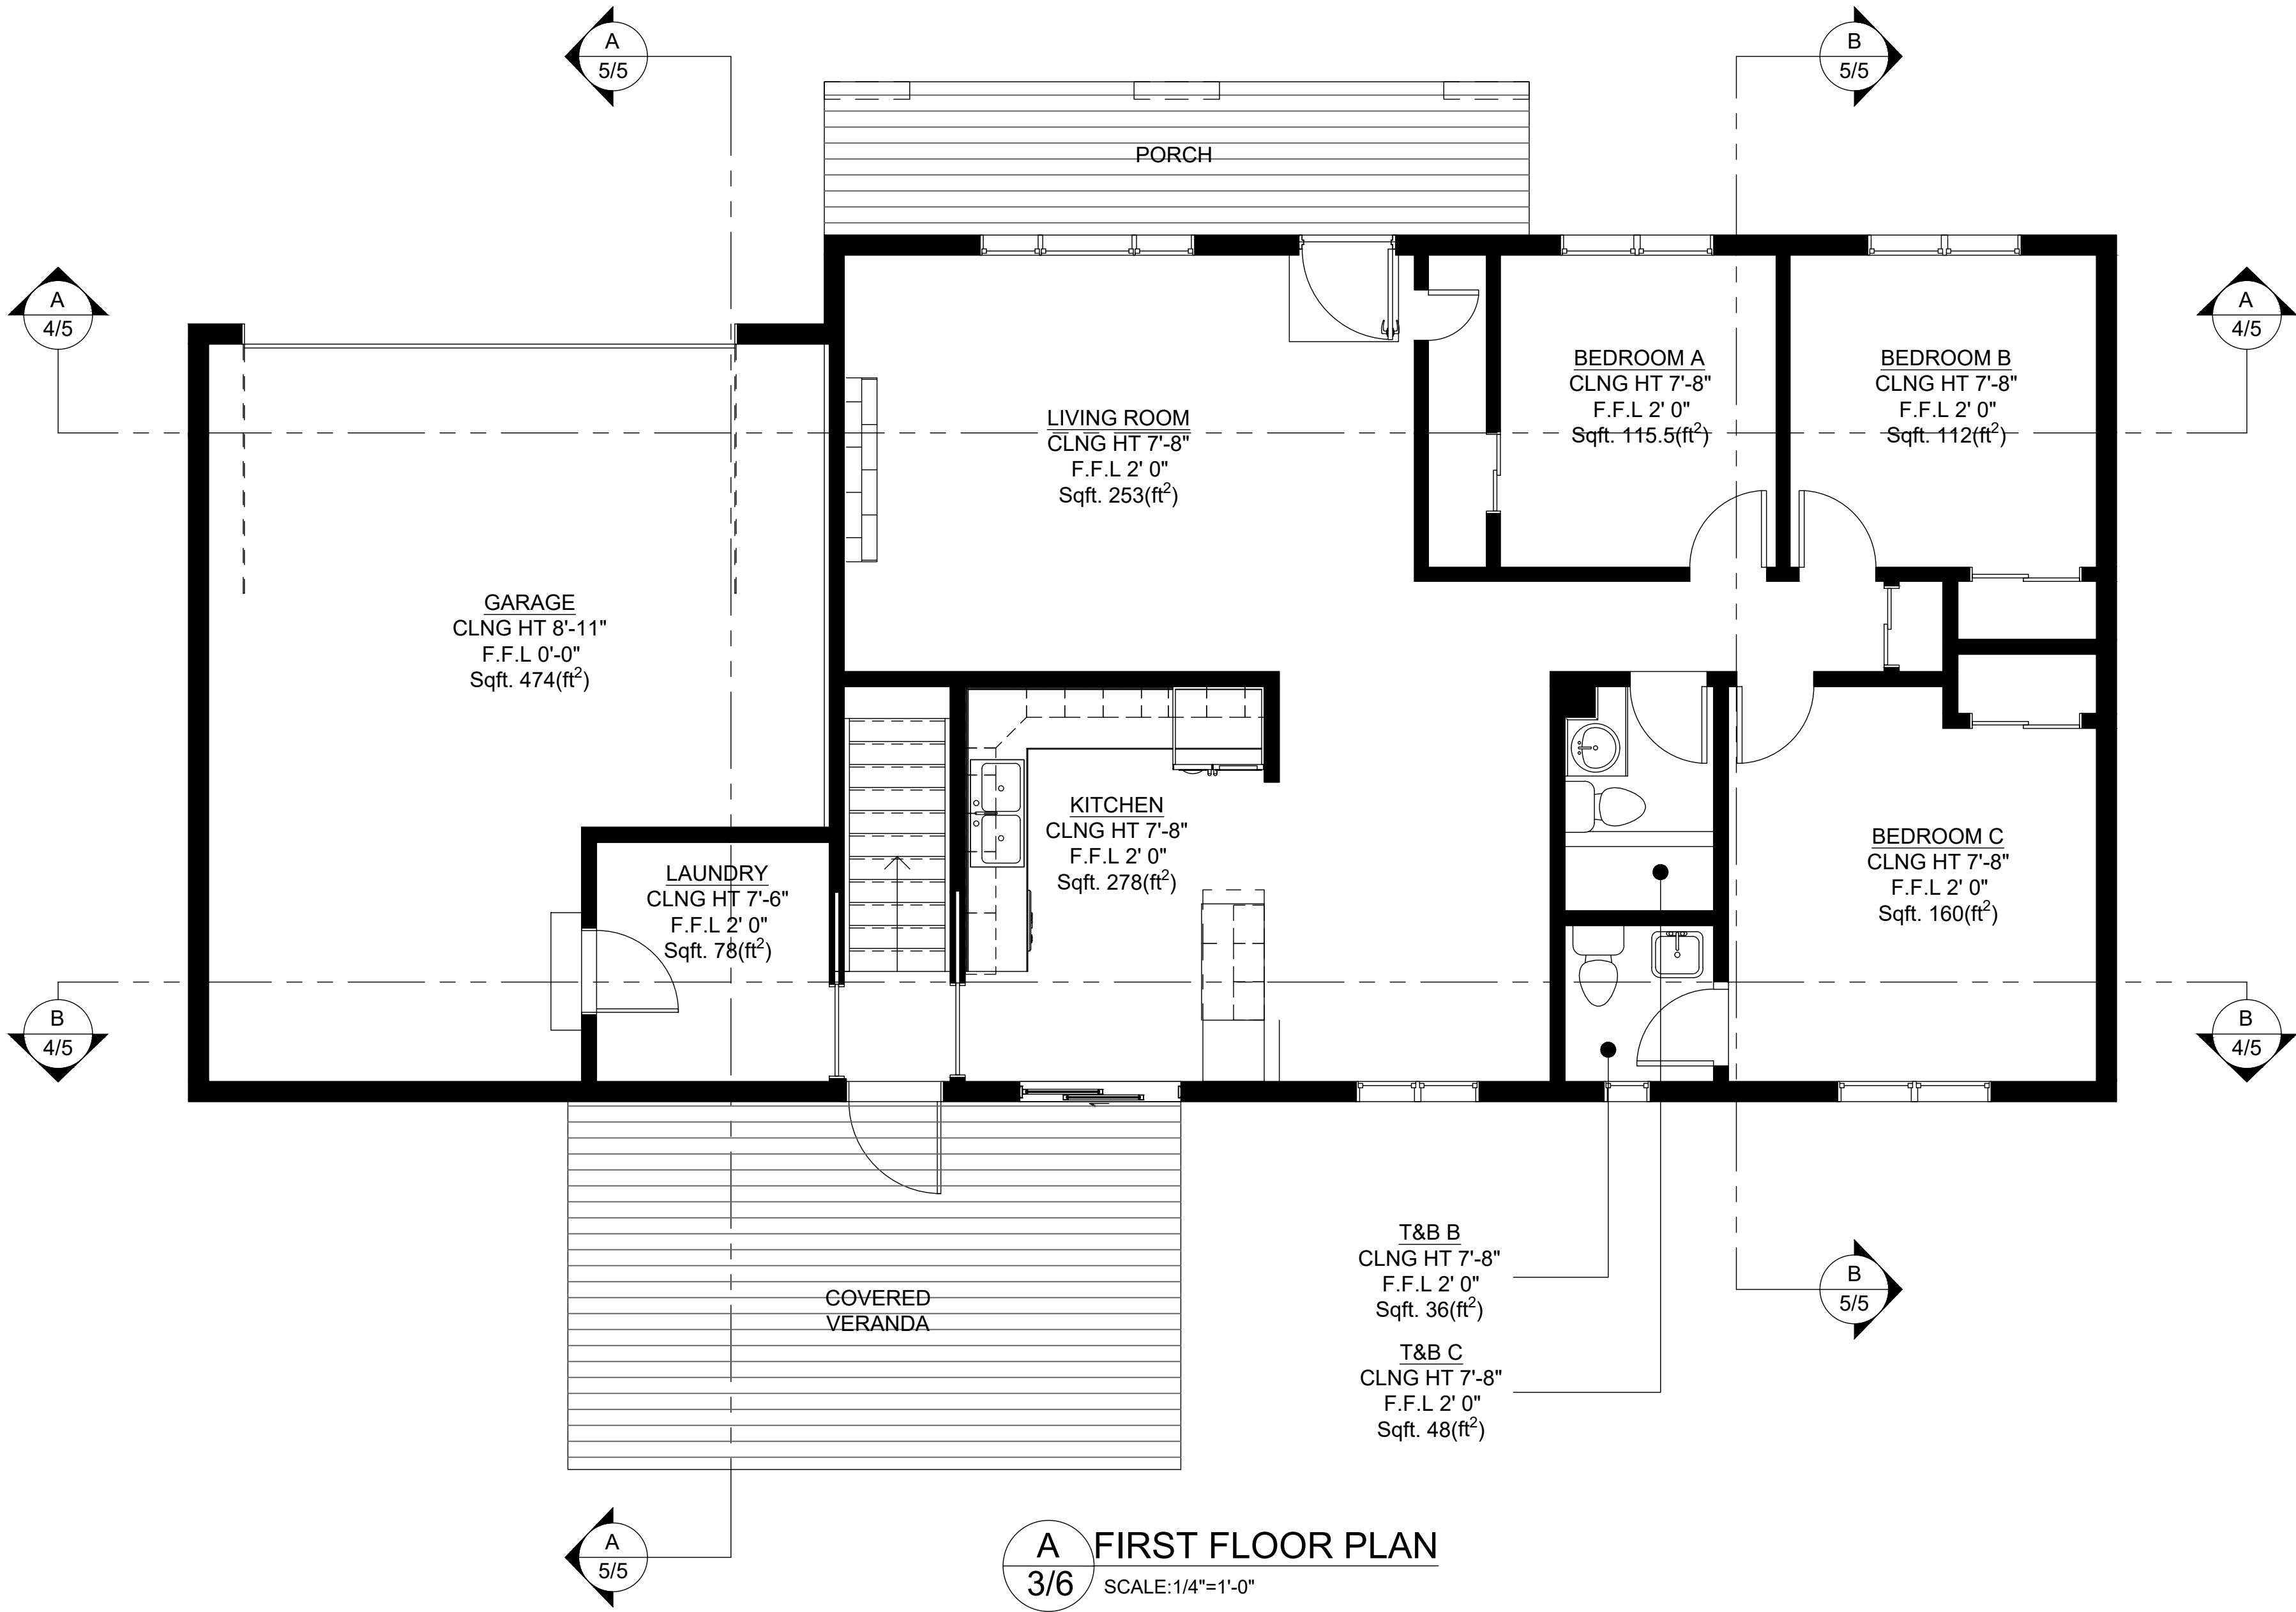 A
5/5
B
5/5
PORCH
A
4/5
A
4/5
LIVING ROOM
CLNG HT 7'-8"
F.F.L 2' 0"
Sqft. 253(ft²)
BEDROOM A
CLNG HT 7'-8"
F.F.L 2' 0"
Sqft. 115.5(ft²)
BEDROOM B
CLNG HT 7'-8"
F.F.L 2' 0"
Sqft. 112(ft²)
GARAGE
CLNG HT 8'-11"
F.F.L 0'-0"
Sqft. 474(ft²)
LAUNDRY
CLNG HT 7'-6"
F.F.L 2' 0"
Sqft. 78(ft²)
KITCHEN
CLNG HT 7'-8"
F.F.L 2' 0"
Sqft. 278(ft²)
BEDROOM C
CLNG HT 7'-8"
F.F.L 2' 0"
Sqft. 160(ft²)
B
4/5
B
4/5
COVERED
VERANDA
T&B B
CLNG HT 7'-8"
F.F.L 2' 0"
Sqft. 36(ft²)
T&B C
CLNG HT 7'-8"
F.F.L 2' 0"
Sqft. 48(ft²)
B
5/5
A
5/5
A
3/6
FIRST FLOOR PLAN
SCALE:1/4"=1'-0"